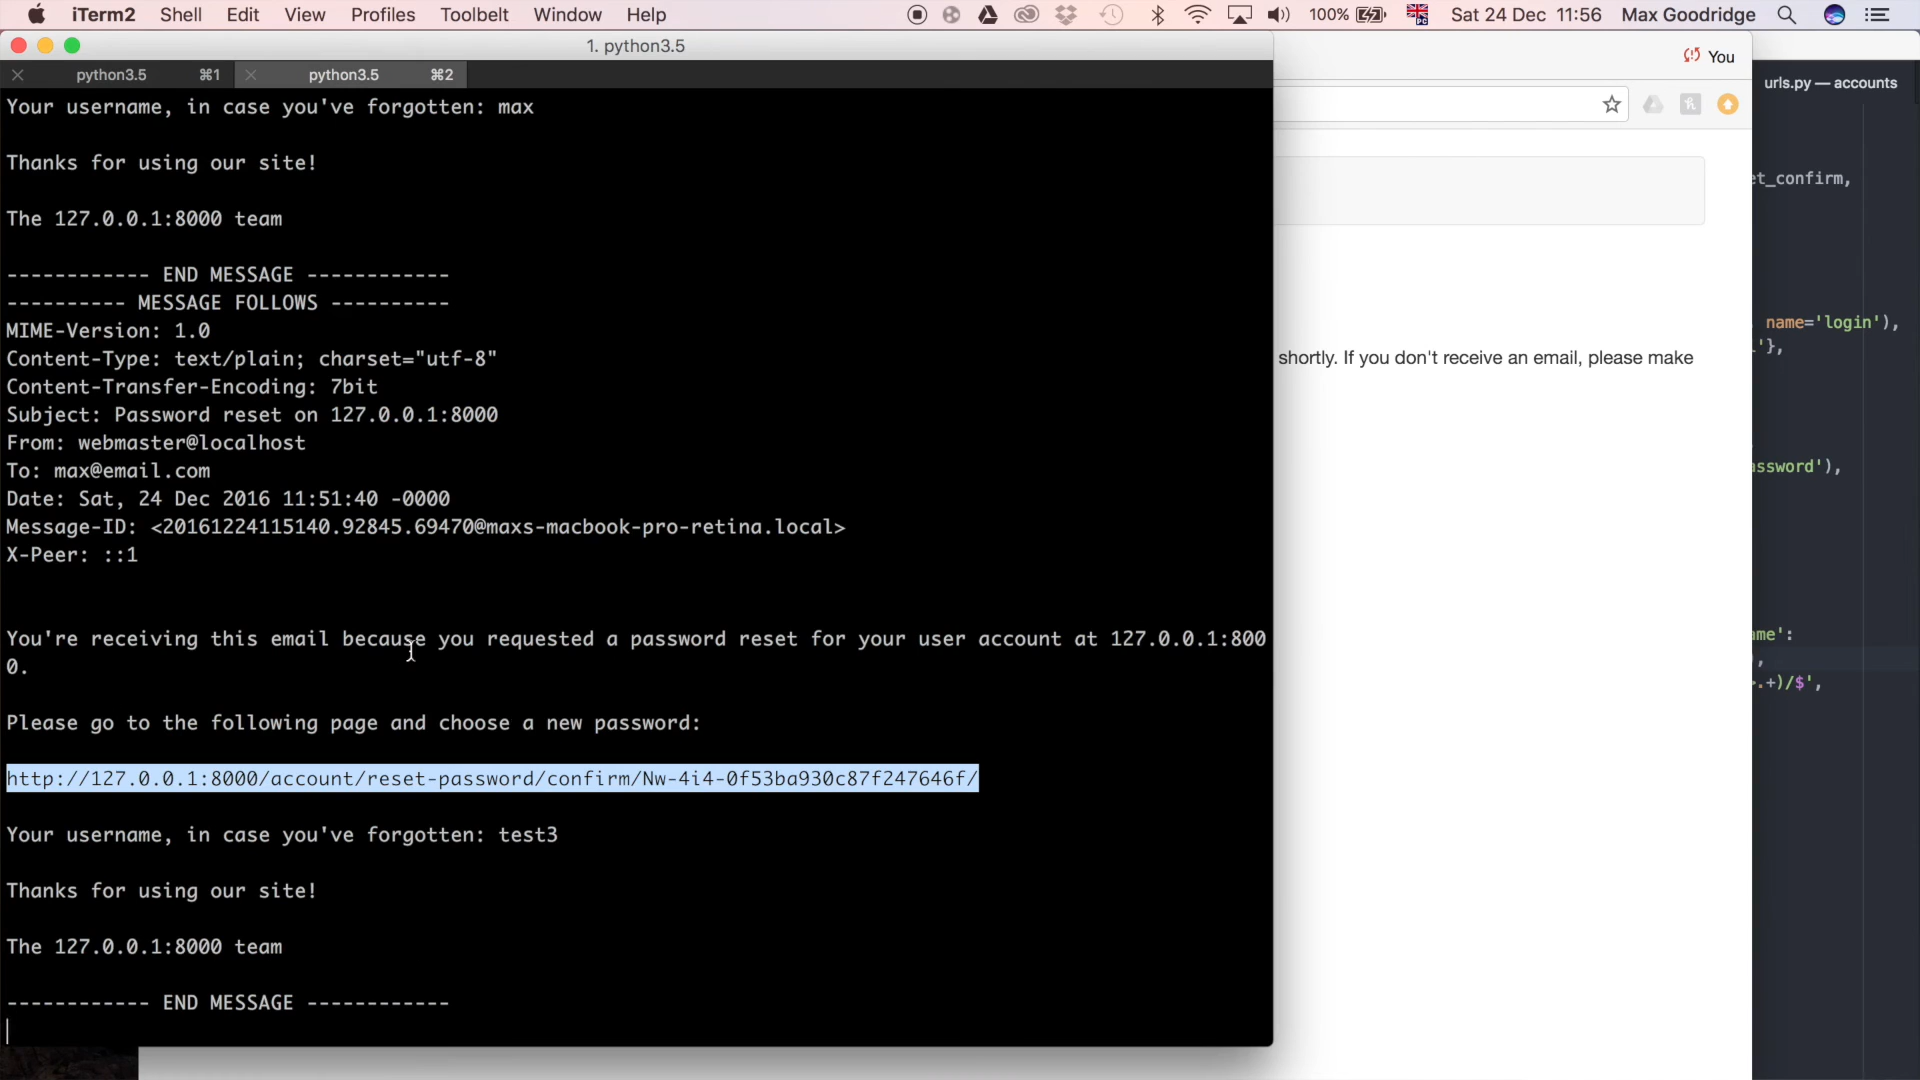 iTerm2 Shell Edit View Profiles Toolbelt Window Help 100% Sat 24 Dec 11:56 Max Goodridge
1. python3.5
You
python3.5 ⌘1 python3.5 ⌘2
urls.py — accounts
Your username, in case you've forgotten: max
Thanks for using our site!
et_confirm,
The 127.0.0.1:8000 team
------------ END MESSAGE ------------
---------- MESSAGE FOLLOWS ----------
MIME-Version: 1.0
name='login'),
'},
Content-Type: text/plain; charset="utf-8"
shortly. If you don't receive an email, please make
Content-Transfer-Encoding: 7bit
Subject: Password reset on 127.0.0.1:8000
From: webmaster@localhost
To: max@email.com
assword'),
Date: Sat, 24 Dec 2016 11:51:40 -0000
Message-ID: <20161224115140.92845.69470@maxs-macbook-pro-retina.local>
X-Peer: ::1
You're receiving this email because you requested a password reset for your user account at 127.0.0.1:800
0.
ame':
,
.+)/$',
Please go to the following page and choose a new password:
http://127.0.0.1:8000/account/reset-password/confirm/Nw-4i4-0f53ba930c87f247646f/
Your username, in case you've forgotten: test3
Thanks for using our site!
The 127.0.0.1:8000 team
------------ END MESSAGE ------------